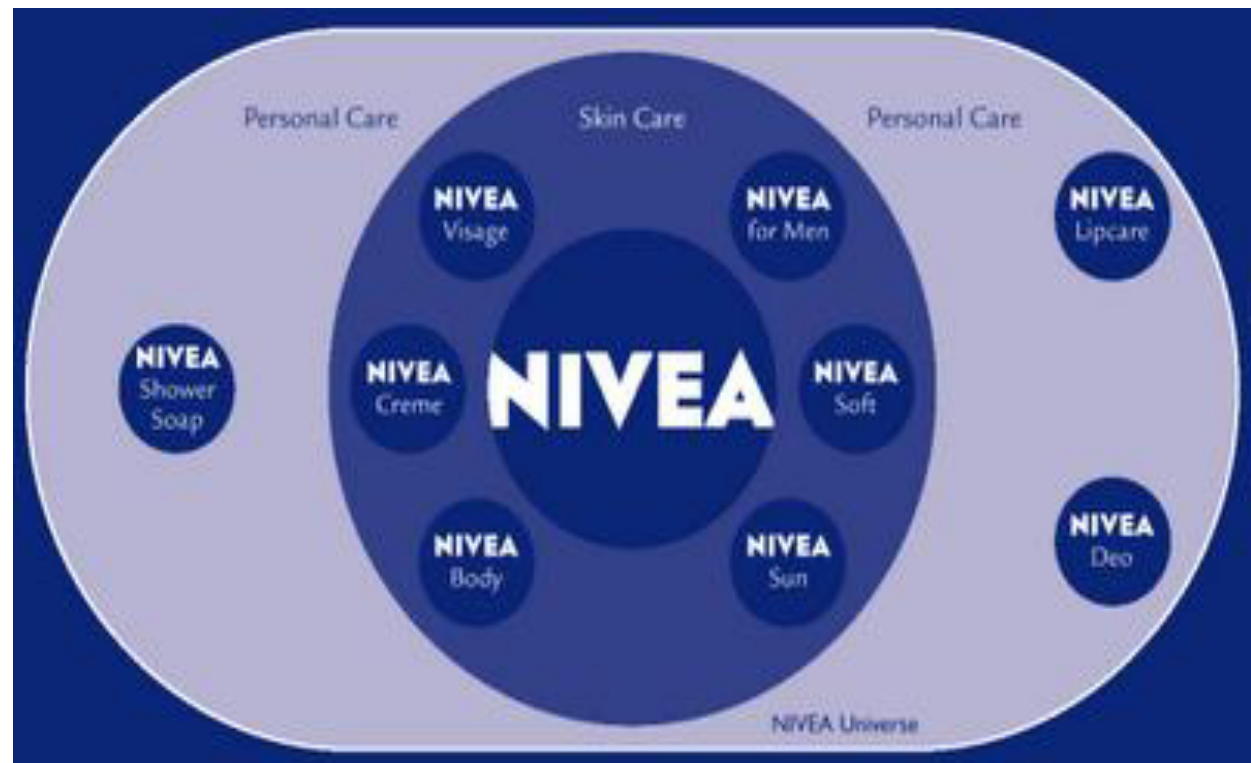 Personal Care
Skin Care
Personal Care
NIVEA
Visage
NIVEA
for Men
NIVEA
Lipcare
NIVEA
Shower
Soap
NIVEA
Creme
NIVEA
NIVEA
Soft
NIVEA
Body
NIVEA
Sun
NIVEA
Deo
NIVEA Universe